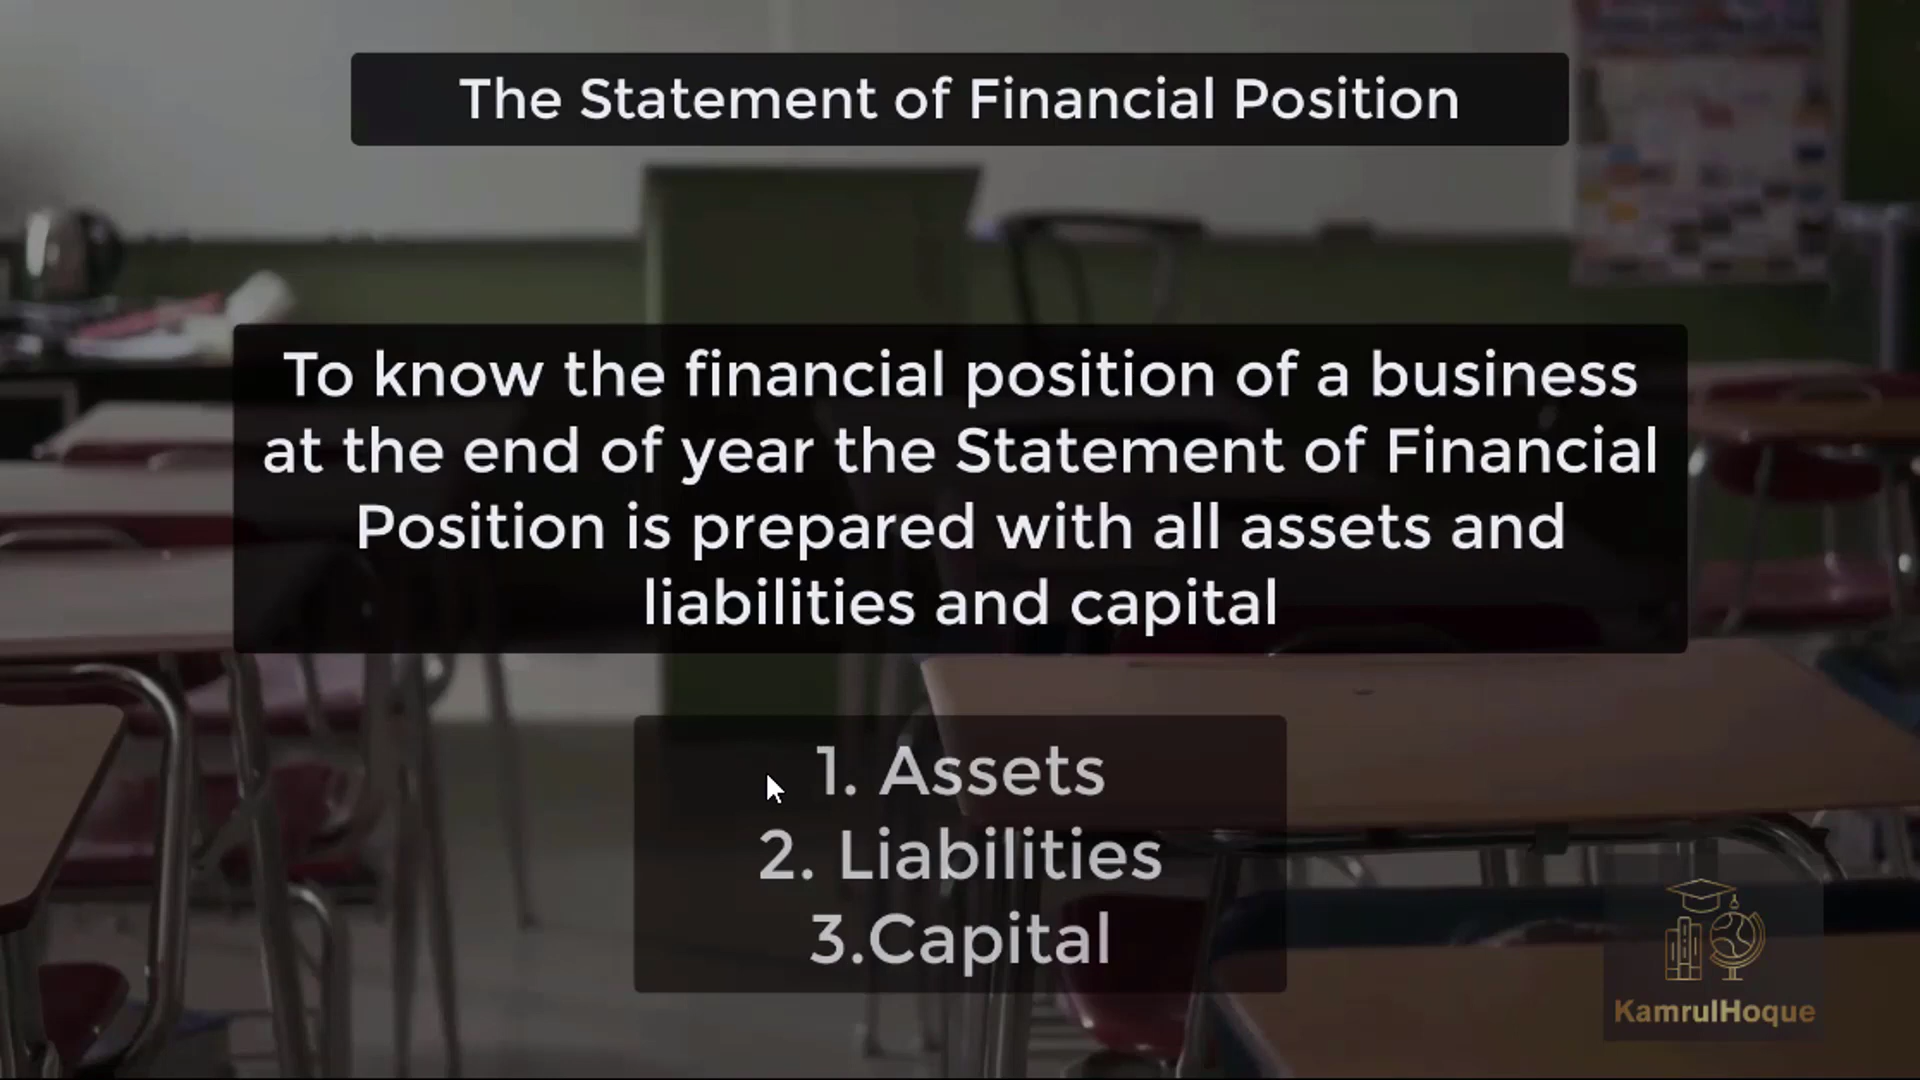 The Statement of Financial Position
To know the financial position of a business
at the end of year the Statement of Financial
Position is prepared with all assets and
liabilities and capital
1. Assets
2. Liabilities
3.Capital
KamrulHoque